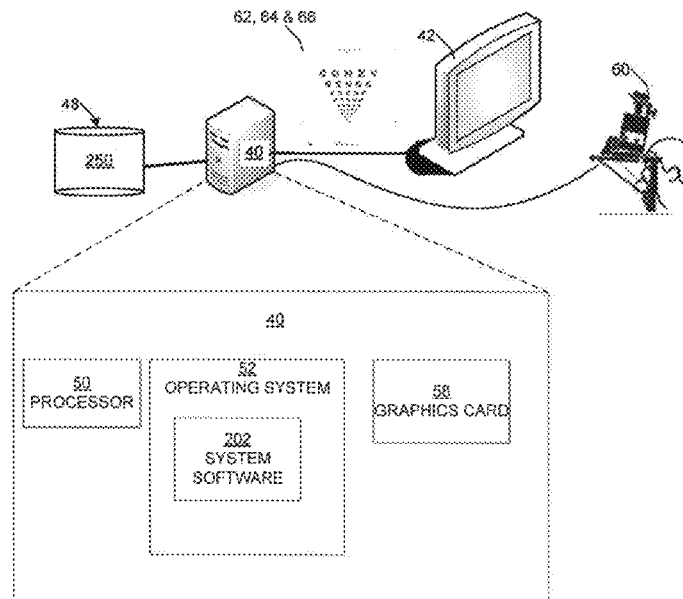 62, 64 & 66
42
60
48
250
40
40
50
PROCESSOR
52
OPERATING SYSTEM
202
SYSTEM
SOFTWARE
58
GRAPHICS CARD